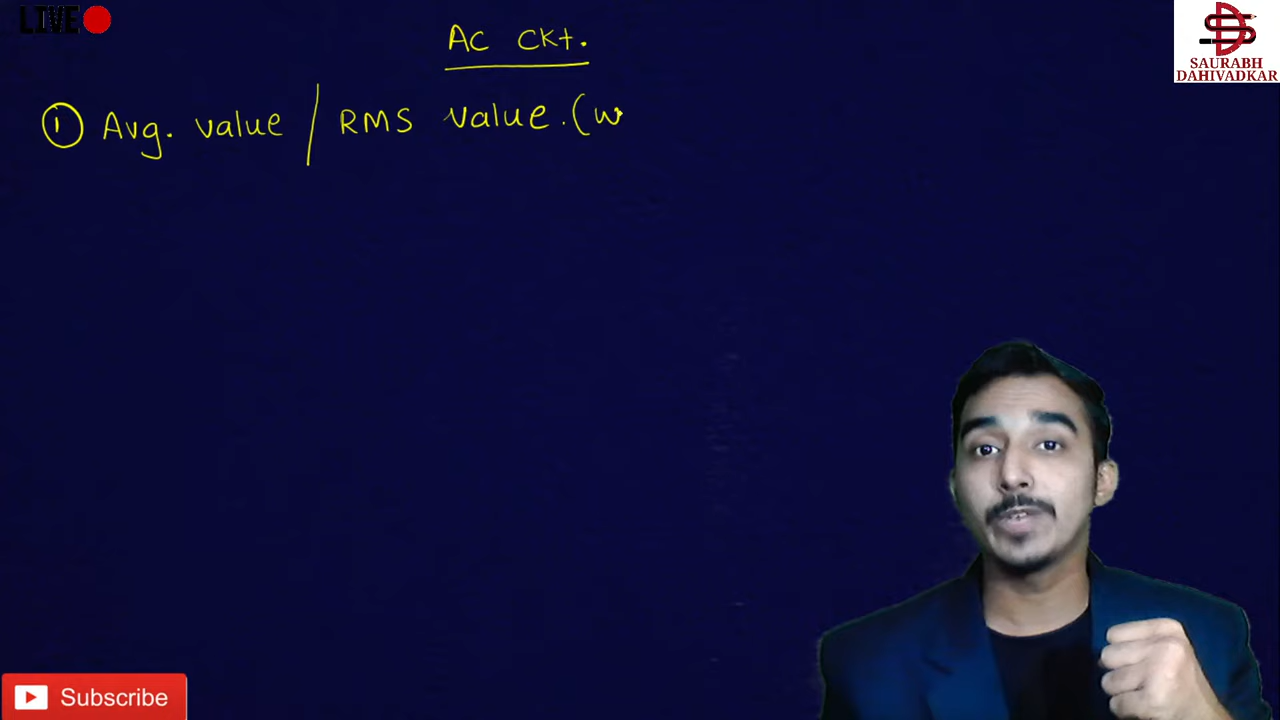 LIVE
AC CKt.
SAURABH
DAHIVADKAR
① Avg. value / RMS value. (w
Subscribe